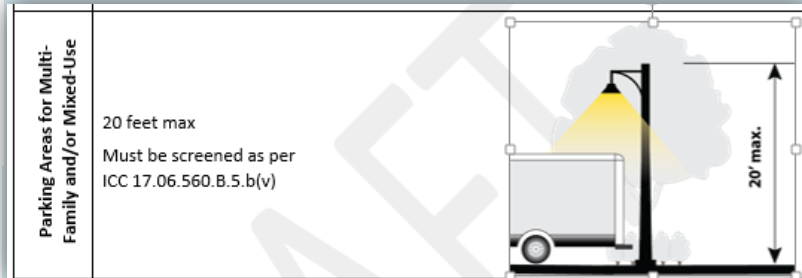 Parking Areas for Multi-
Family and/or Mixed-Use
20 feet max
Must be screened as per
ICC 17.06.560.B.5.b(v)
20' max.